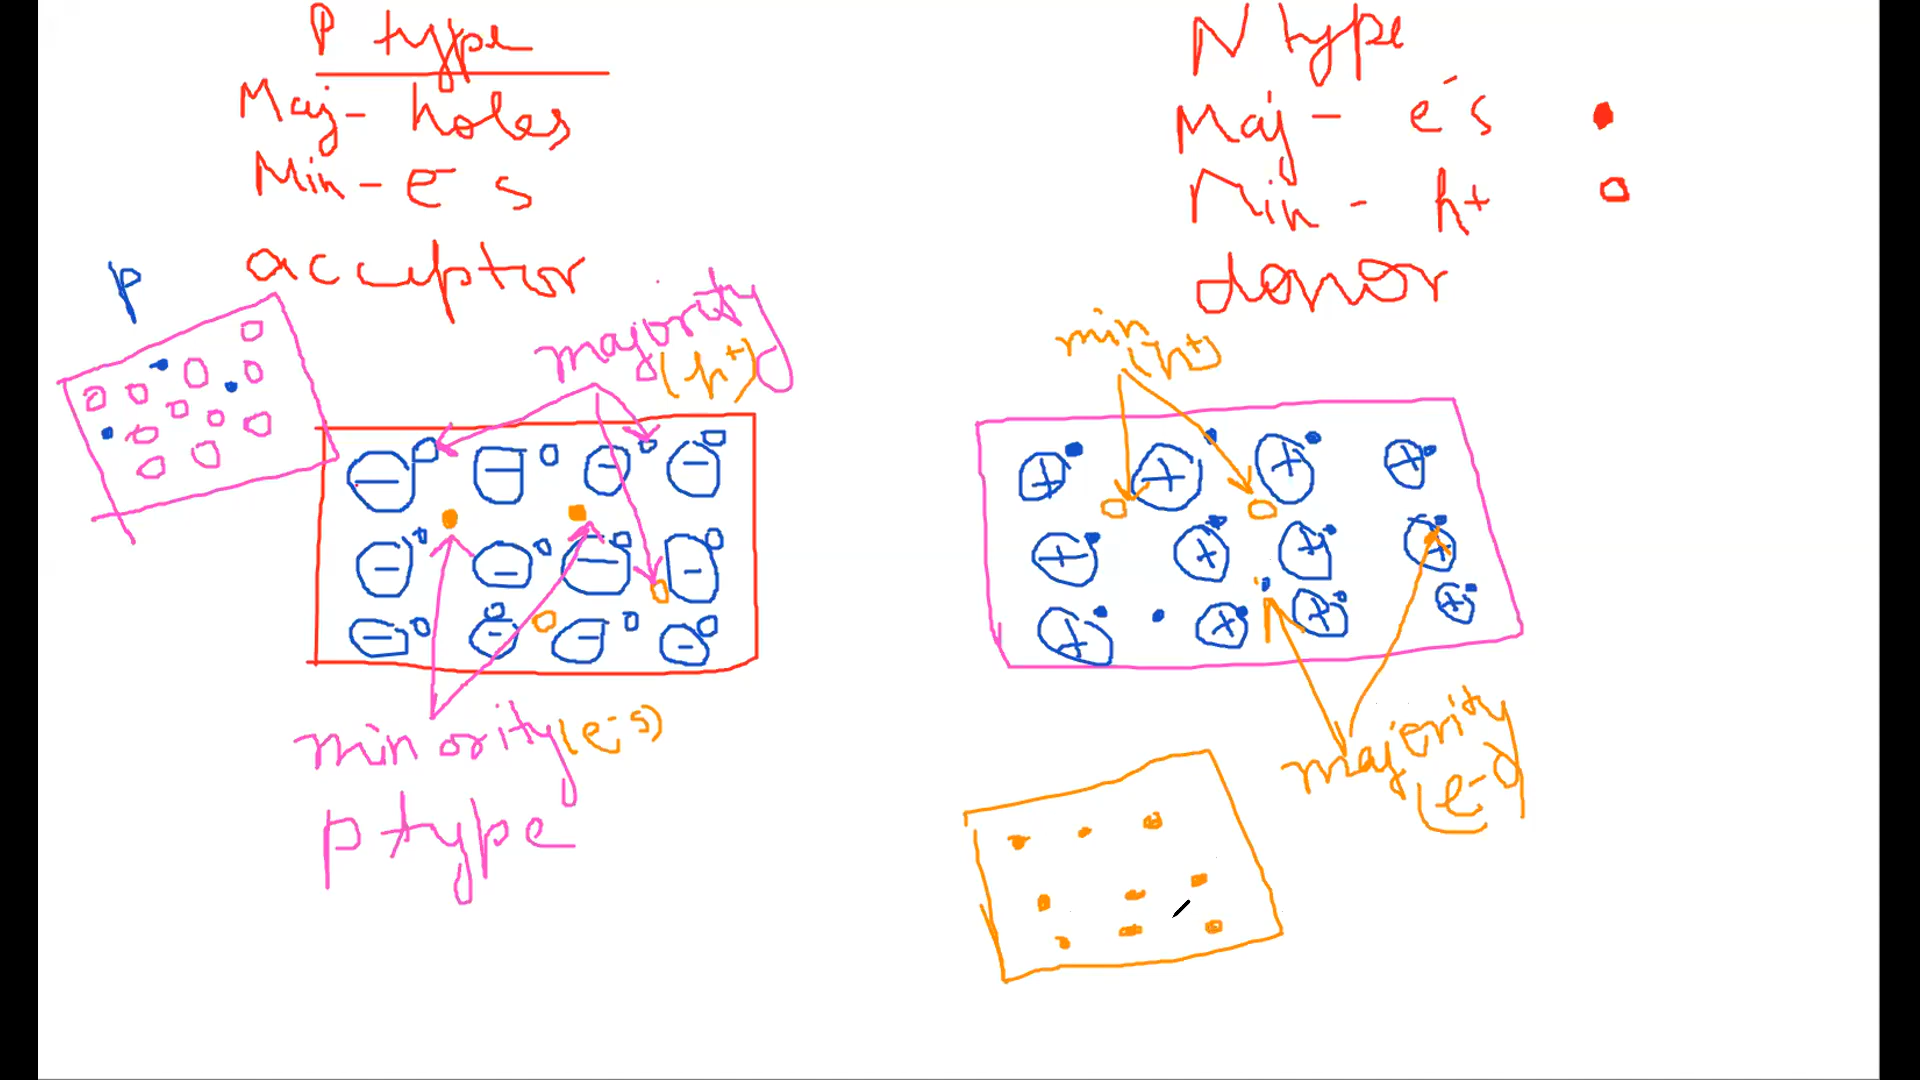 P type
Maj - holes
Min - e⁻ s
acceptor
p
majority
(h⁺)
minority (e⁻s)
p type
N type
Maj - e⁻s
Min - h+
donor
min
(h⁺)
majority
(e⁻s)